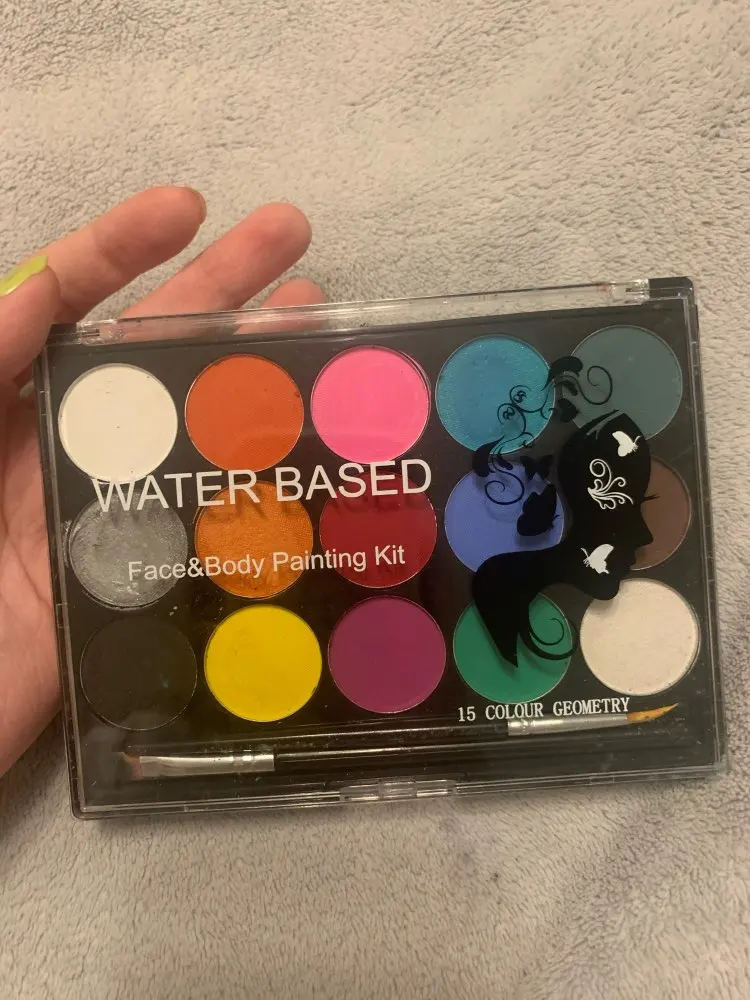 WATER BASED
Face&Body Painting Kit
15 COLOUR GEOMETRY